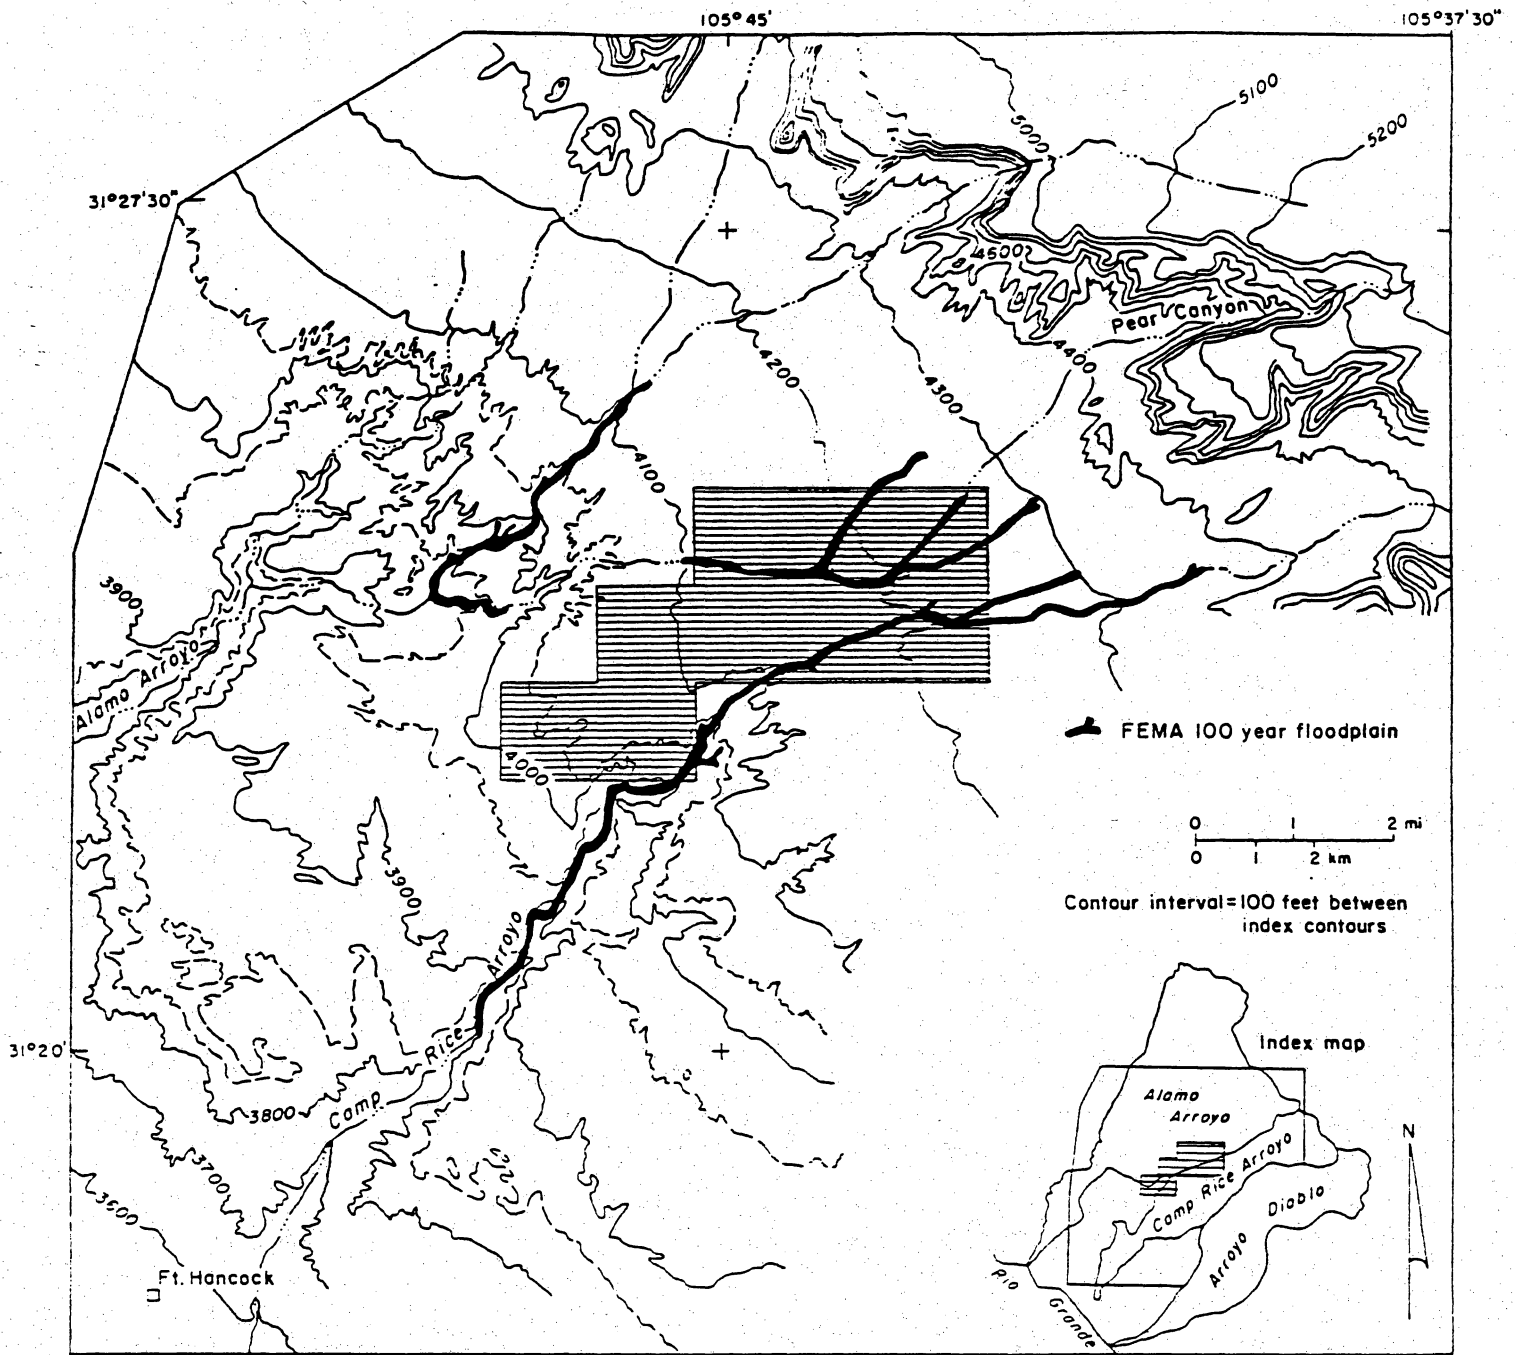 105°45'
105°37'30"
5100
5000
5200
31°27'30"
4600
Pear Canyon
4400
4200
4300
4100
3900
Alamo Arroyo
FEMA 100 year floodplain
4000
0 1 2 mi
0 1 2 km
3900
Contour interval=100 feet between
index contours
Arroyo
Rice
Camp
31°20'
Index map
3800
Alamo
Arroyo
N
3700
Camp Rice Arroyo
Diablo
Arroyo
Ft. Hancock
Rio
Grande